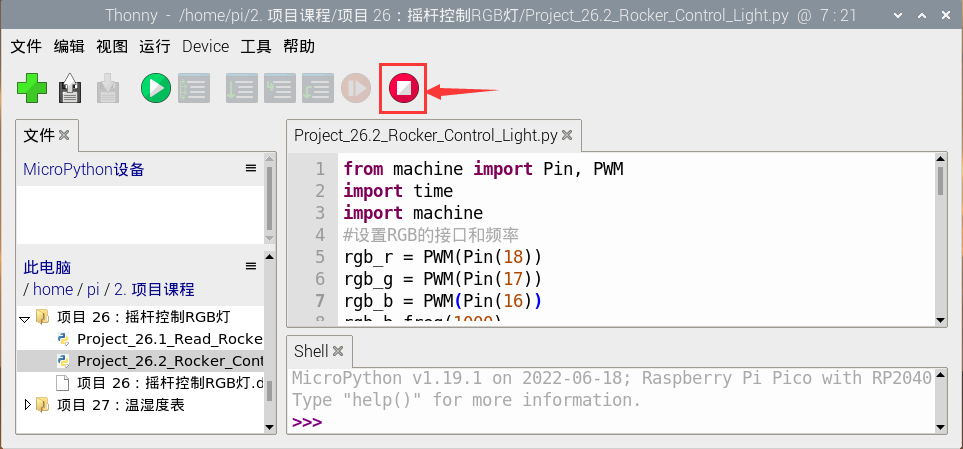 Thonny - /home/pi/2. 项目课程/项目 26：摇杆控制RGB灯/Project_26.2_Rocker_Control_Light.py @ 7 : 21
文件 编辑 视图 运行 Device 工具 帮助
文件
MicroPython设备
此电脑
/ home / pi / 2. 项目课程
项目 26：摇杆控制RGB灯
Project_26.1_Read_Rocke
Project_26.2_Rocker_Cont
项目 26：摇杆控制RGB灯.d
项目 27：温湿度表
Project_26.2_Rocker_Control_Light.py
1 from machine import Pin, PWM
2 import time
3 import machine
4 #设置RGB的接口和频率
5 rgb_r = PWM(Pin(18))
6 rgb_g = PWM(Pin(17))
7 rgb_b = PWM(Pin(16))
8 rgb_b.freq(1000)
Shell
MicroPython v1.19.1 on 2022-06-18; Raspberry Pi Pico with RP2040
Type "help()" for more information.
>>>